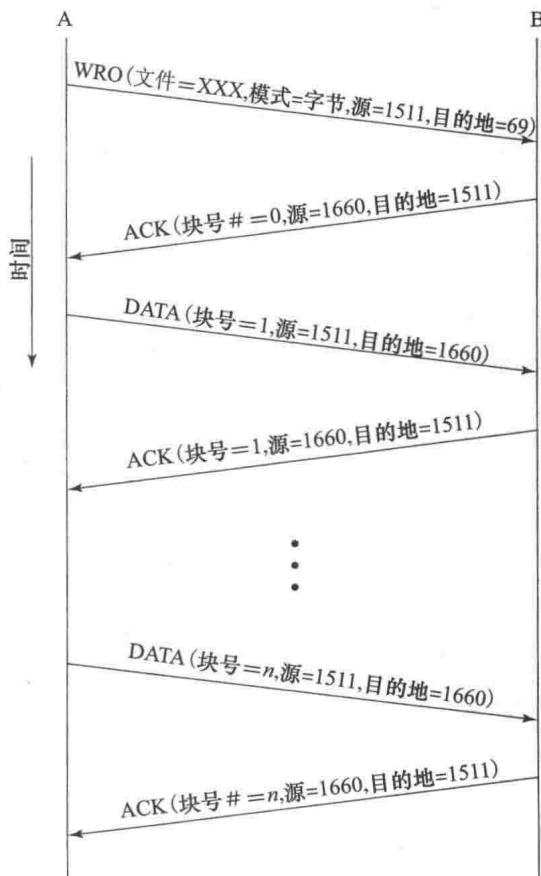 A
B
WRO(文件=XXX,模式=字节,源=1511,目的地=69)
ACK(块号#=0,源=1660,目的地=1511)
时间
DATA(块号=1,源=1511,目的地=1660)
ACK(块号=1,源=1660,目的地=1511)
DATA(块号=n,源=1511,目的地=1660)
ACK(块号#=n,源=1660,目的地=1511)